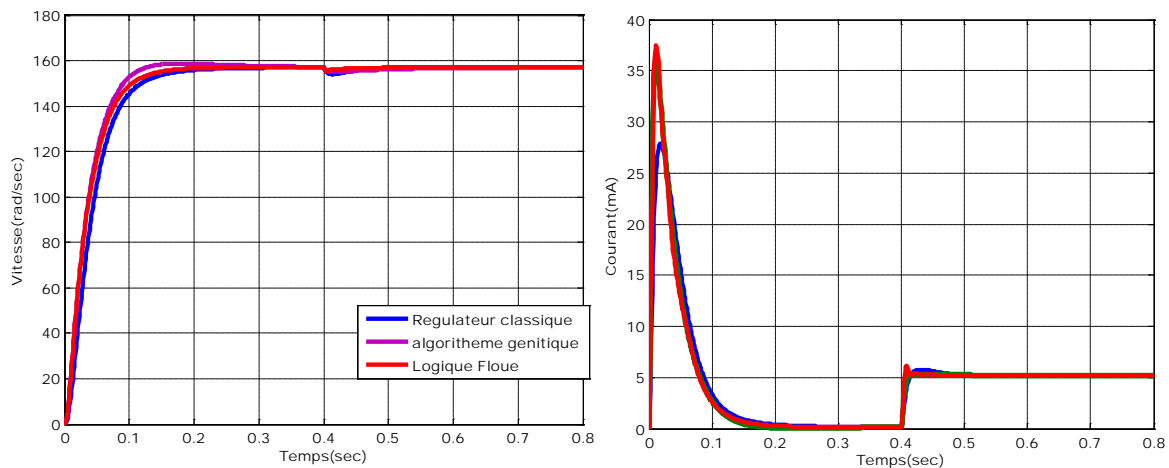 180
160
140
120
100
80
60
40
20
0
Vitesse(rad/sec)
0 0.1 0.2 0.3 0.4 0.5 0.6 0.7 0.8
Temps(sec)
Regulateur classique
algoritheme genitique
Logique Floue
40
35
30
25
20
15
10
5
0
Courant(mA)
0 0.1 0.2 0.3 0.4 0.5 0.6 0.7 0.8
Temps(sec)